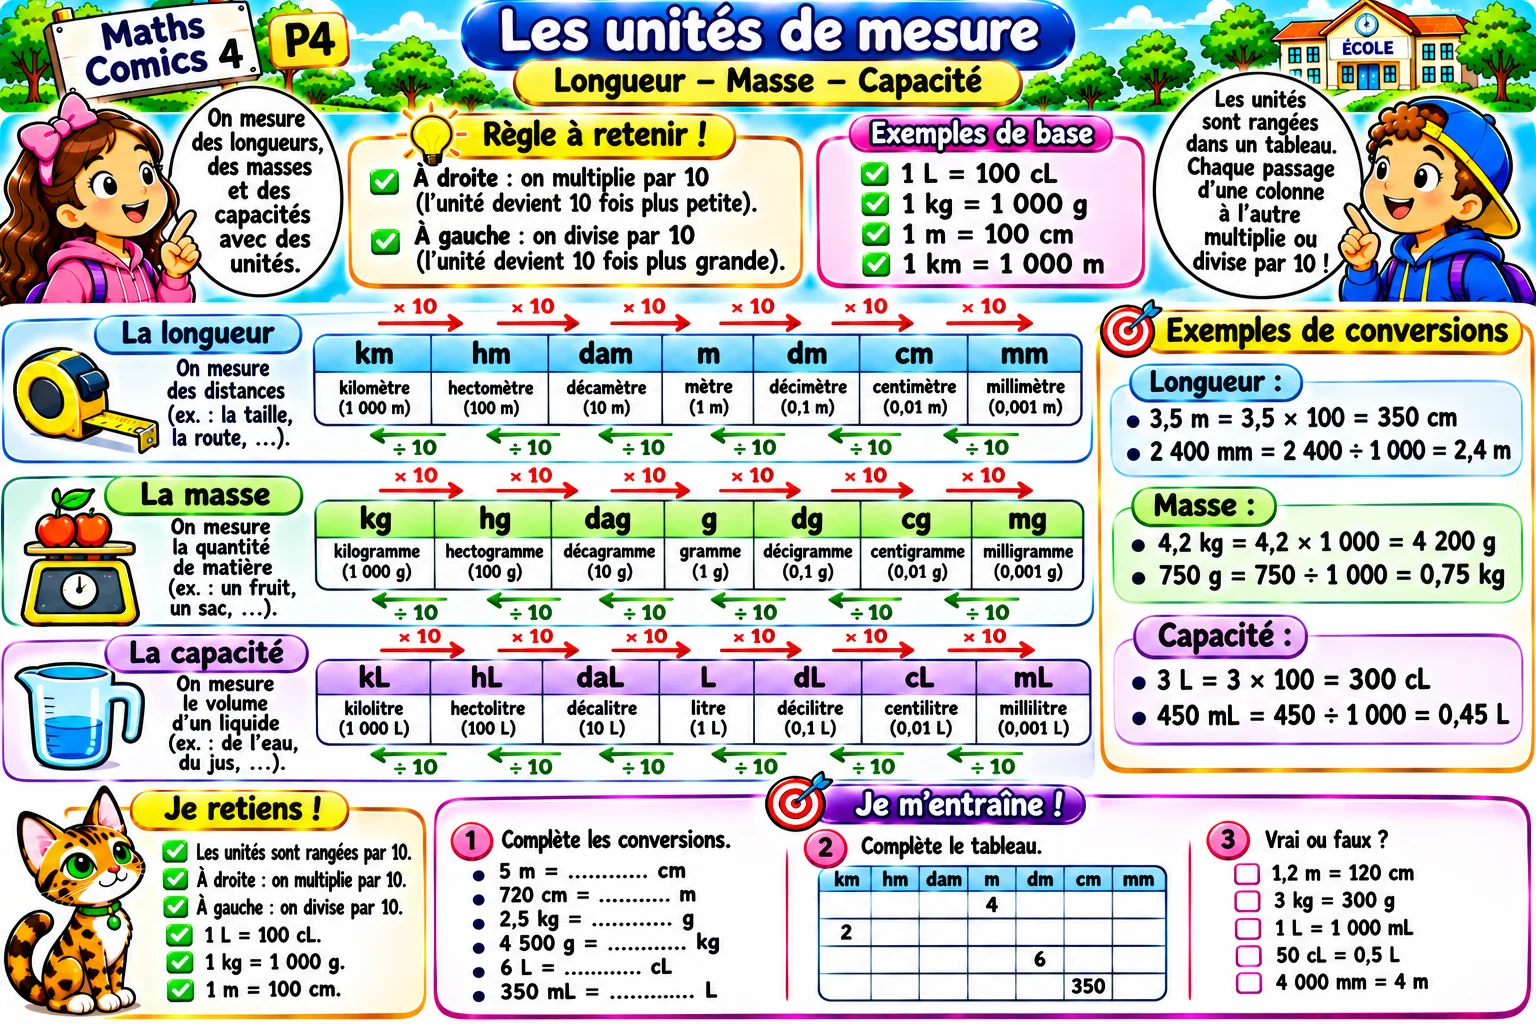 Maths
Comics 4
P4
Les unités de mesure
Longueur – Masse – Capacité
ÉCOLE
On mesure
des longueurs,
des masses
et des
capacités
avec des
unités.
Règle à retenir !
À droite : on multiplie par 10
(l'unité devient 10 fois plus petite).
À gauche : on divise par 10
(l'unité devient 10 fois plus grande).
Exemples de base
1 L = 100 cL
1 kg = 1 000 g
1 m = 100 cm
1 km = 1 000 m
Les unités
sont rangées
dans un tableau.
Chaque passage
d'une colonne
à l'autre
multiplie ou
divise par 10 !
La longueur
On mesure
des distances
(ex. : la taille,
la route, ...).
× 10 × 10 × 10 × 10 × 10 × 10
km hm dam m dm cm mm
kilomètre hectomètre décamètre mètre décimètre centimètre millimètre
(1 000 m) (100 m) (10 m) (1 m) (0,1 m) (0,01 m) (0,001 m)
÷ 10 ÷ 10 ÷ 10 ÷ 10 ÷ 10 ÷ 10
La masse
On mesure
la quantité
de matière
(ex. : un fruit,
un sac, ...).
× 10 × 10 × 10 × 10 × 10 × 10
kg hg dag g dg cg mg
kilogramme hectogramme décagramme gramme décigramme centigramme milligramme
(1 000 g) (100 g) (10 g) (1 g) (0,1 g) (0,01 g) (0,001 g)
÷ 10 ÷ 10 ÷ 10 ÷ 10 ÷ 10 ÷ 10
La capacité
On mesure
le volume
d'un liquide
(ex. : de l'eau,
du jus, ...).
× 10 × 10 × 10 × 10 × 10 × 10
kL hL daL L dL cL mL
kilolitre hectolitre décalitre litre décilitre centilitre millilitre
(1 000 L) (100 L) (10 L) (1 L) (0,1 L) (0,01 L) (0,001 L)
÷ 10 ÷ 10 ÷ 10 ÷ 10 ÷ 10 ÷ 10
Exemples de conversions
Longueur :
• 3,5 m = 3,5 × 100 = 350 cm
• 2 400 mm = 2 400 ÷ 1 000 = 2,4 m
Masse :
• 4,2 kg = 4,2 × 1 000 = 4 200 g
• 750 g = 750 ÷ 1 000 = 0,75 kg
Capacité :
• 3 L = 3 × 100 = 300 cL
• 450 mL = 450 ÷ 1 000 = 0,45 L
Je retiens !
Les unités sont rangées par 10.
À droite : on multiplie par 10.
À gauche : on divise par 10.
1 L = 100 cL.
1 kg = 1 000 g.
1 m = 100 cm.
Je m'entraîne !
1 Complète les conversions.
• 5 m = ............ cm
• 720 cm = ........... m
• 2,5 kg = ............ g
• 4 500 g = ............ kg
• 6 L = ............ cL
• 350 mL = ............. L
2 Complète le tableau.
km hm dam m dm cm mm
4
2
6
350
3 Vrai ou faux ?
1,2 m = 120 cm
3 kg = 300 g
1 L = 1 000 mL
50 cL = 0,5 L
4 000 mm = 4 m